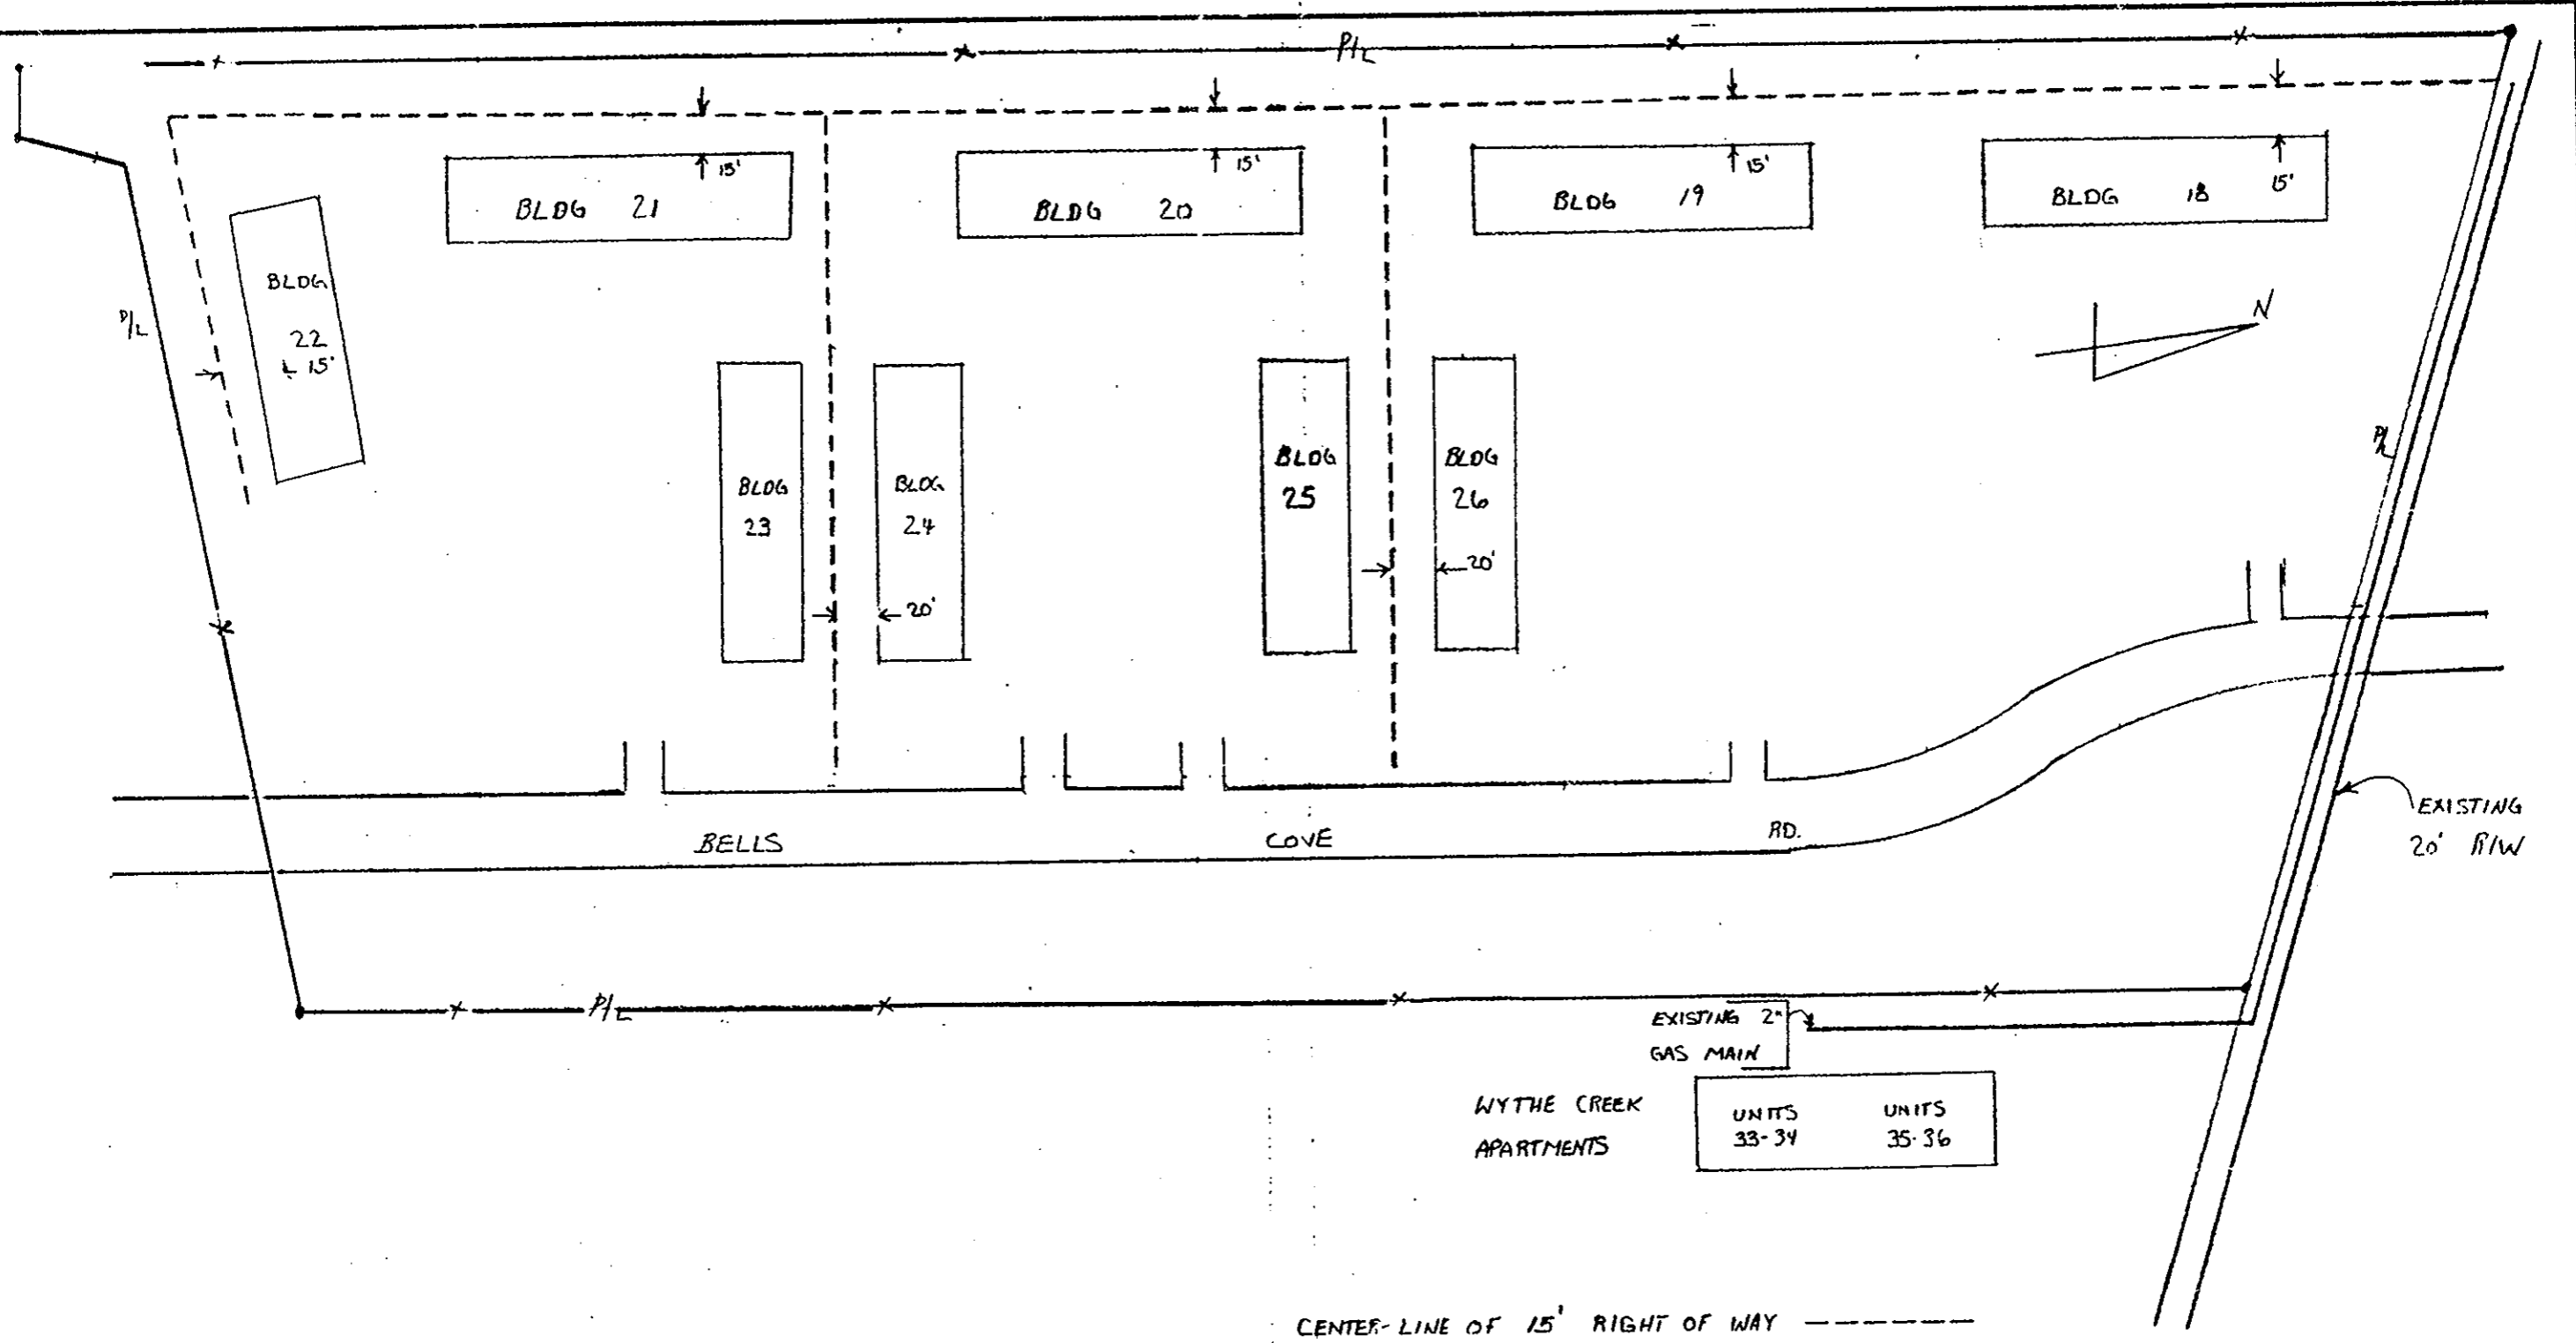 P/L
15'
15'
15'
15'
BLDG 21
BLDG 20
BLDG 19
BLDG 18
BLDG
22
15'
P/L
N
BLDG
23
BLDG
24
20'
BLDG
25
BLDG
26
20'
P/L
EXISTING
20' R/W
BELLS COVE RD.
P/L
EXISTING 2"
GAS MAIN
WYTHE CREEK
APARTMENTS
UNITS
33-34
UNITS
35-36
CENTER-LINE OF 15' RIGHT OF WAY